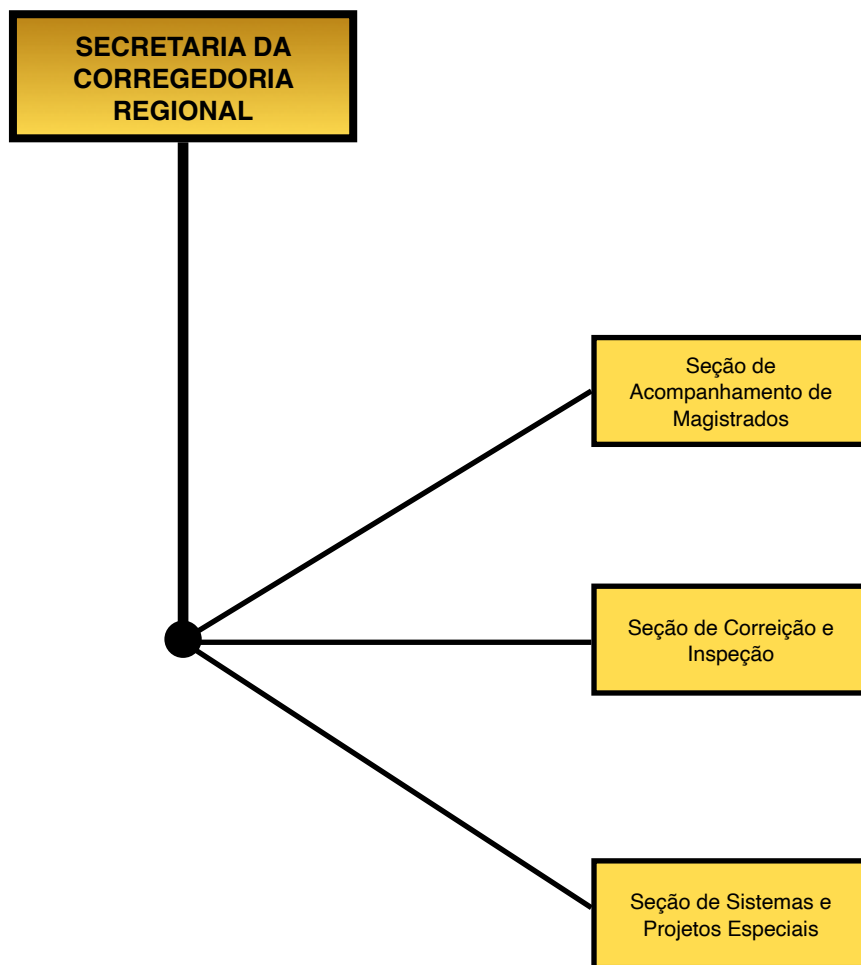 SECRETARIA DA
CORREGEDORIA
REGIONAL
Seção de
Acompanhamento de
Magistrados
Seção de Correição e
Inspeção
Seção de Sistemas e
Projetos Especiais